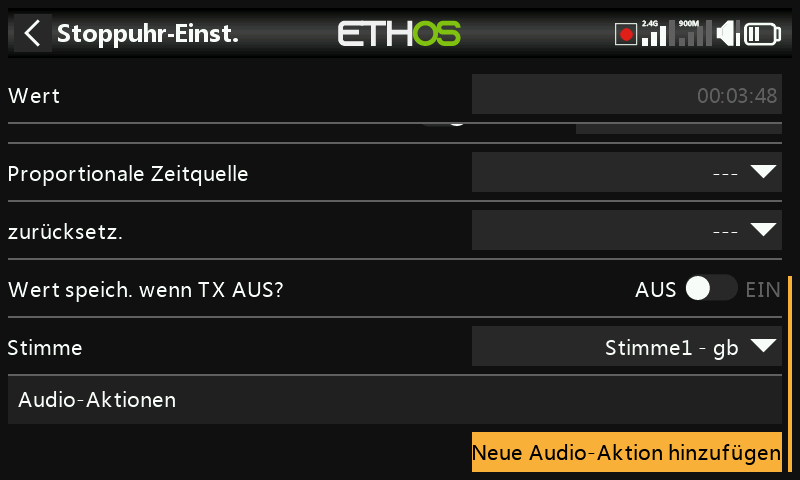 Stoppuhr-Einst.
ETHOS
2.4G
900M
Wert
00:03:48
Proportionale Zeitquelle
---
zurücksetz.
---
Wert speich. wenn TX AUS?
AUS
EIN
Stimme
Stimme1 - gb
Audio-Aktionen
Neue Audio-Aktion hinzufügen